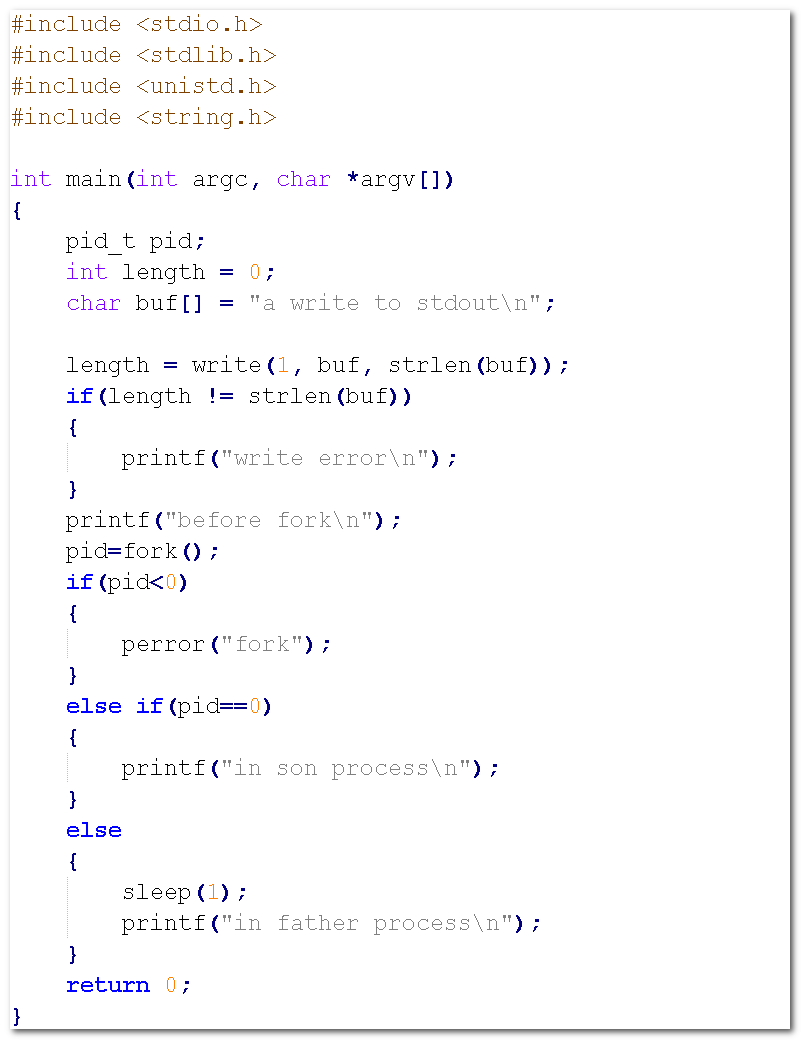 #include <stdio.h>
#include <stdlib.h>
#include <unistd.h>
#include <string.h>

int main(int argc, char *argv[])
{
    pid_t pid;
    int length = 0;
    char buf[] = "a write to stdout\n";

    length = write(1, buf, strlen(buf));
    if(length != strlen(buf))
    {
        printf("write error\n");
    }
    printf("before fork\n");
    pid=fork();
    if(pid<0)
    {
        perror("fork");
    }
    else if(pid==0)
    {
        printf("in son process\n");
    }
    else
    {
        sleep(1);
        printf("in father process\n");
    }
    return 0;
}